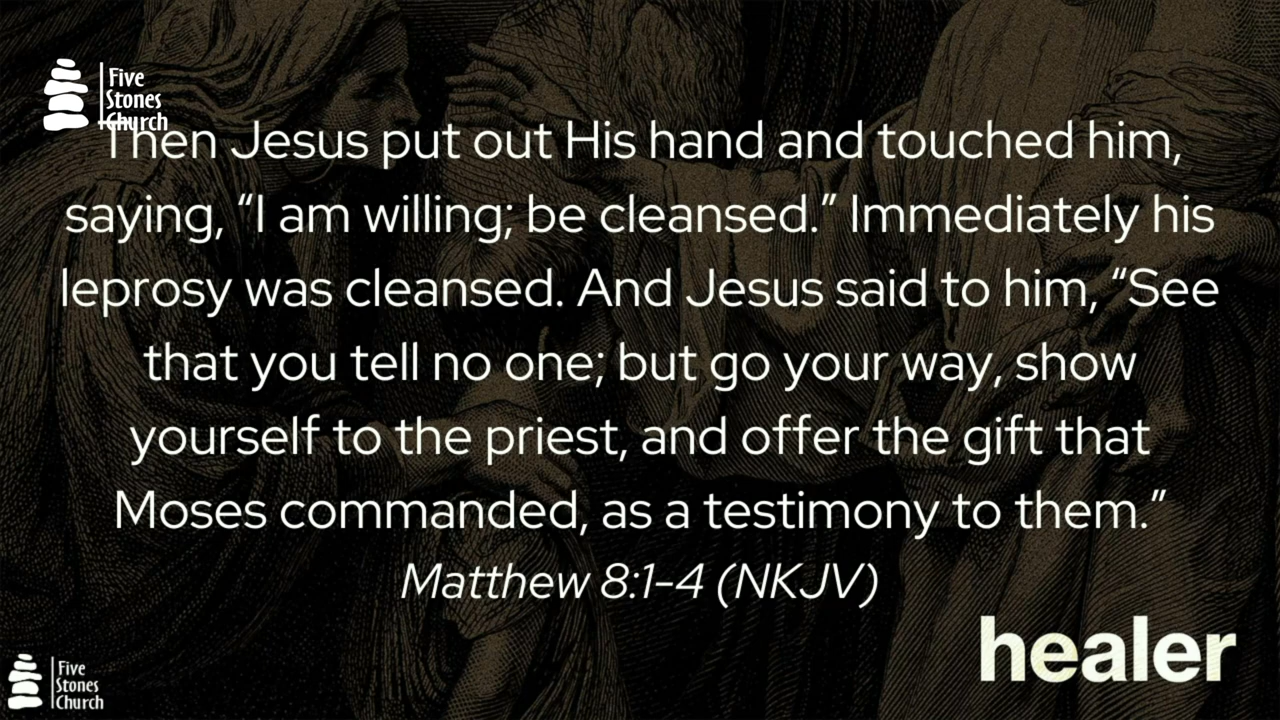 Five
Stones
Church
Then Jesus put out His hand and touched him,
saying, “I am willing; be cleansed.” Immediately his
leprosy was cleansed. And Jesus said to him, “See
that you tell no one; but go your way, show
yourself to the priest, and offer the gift that
Moses commanded, as a testimony to them.”
Matthew 8:1-4 (NKJV)
healer
Five
Stones
Church